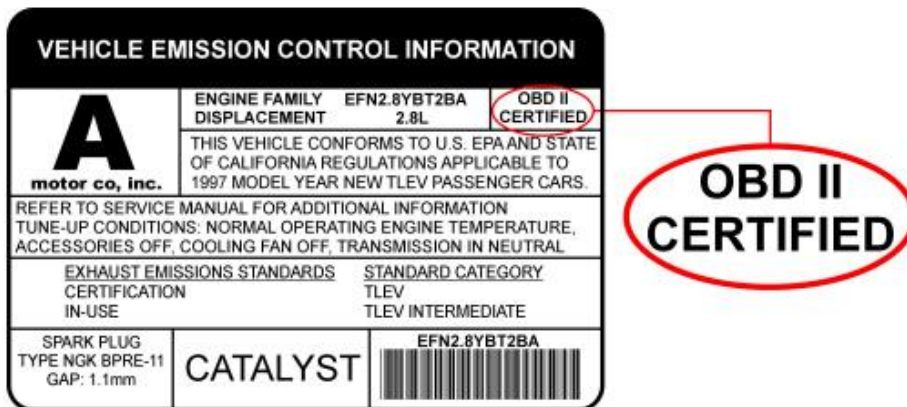 VEHICLE EMISSION CONTROL INFORMATION
A
motor co, inc.
ENGINE FAMILY EFN2.8YBT2BA
DISPLACEMENT 2.8L
OBD II
CERTIFIED
THIS VEHICLE CONFORMS TO U.S. EPA AND STATE
OF CALIFORNIA REGULATIONS APPLICABLE TO
1997 MODEL YEAR NEW TLEV PASSENGER CARS.
REFER TO SERVICE MANUAL FOR ADDITIONAL INFORMATION
TUNE-UP CONDITIONS: NORMAL OPERATING ENGINE TEMPERATURE,
ACCESSORIES OFF, COOLING FAN OFF, TRANSMISSION IN NEUTRAL
EXHAUST EMISSIONS STANDARDS STANDARD CATEGORY
CERTIFICATION TLEV
IN-USE TLEV INTERMEDIATE
SPARK PLUG
TYPE NGK BPRE-11
GAP: 1.1mm
CATALYST
EFN2.8YBT2BA
OBD II
CERTIFIED